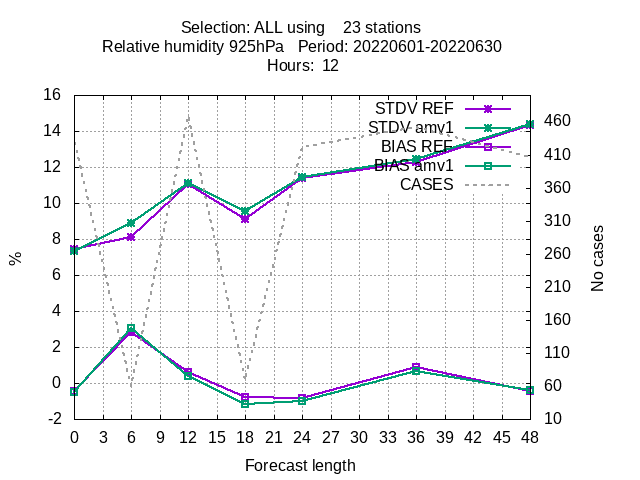 Selection: ALL using 23 stations
Relative humidity 925hPa Period: 20220601-20220630
Hours: 12
16
14
12
10
8
6
4
2
0
-2
%
STDV REF
STDV amv1
BIAS REF
BIAS amv1
CASES
460
410
360
310
260
210
160
110
60
10
No cases
0 3 6 9 12 15 18 21 24 27 30 33 36 39 42 45 48
Forecast length